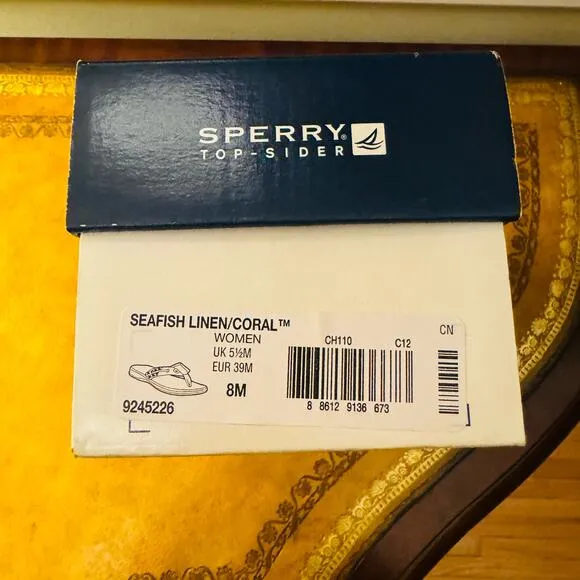 SPERRY®
TOP-SIDER
SEAFISH LINEN/CORAL™
WOMEN
UK 5½M
EUR 39M
8M
9245226
CH110 C12
8 8612 9136 673
CN